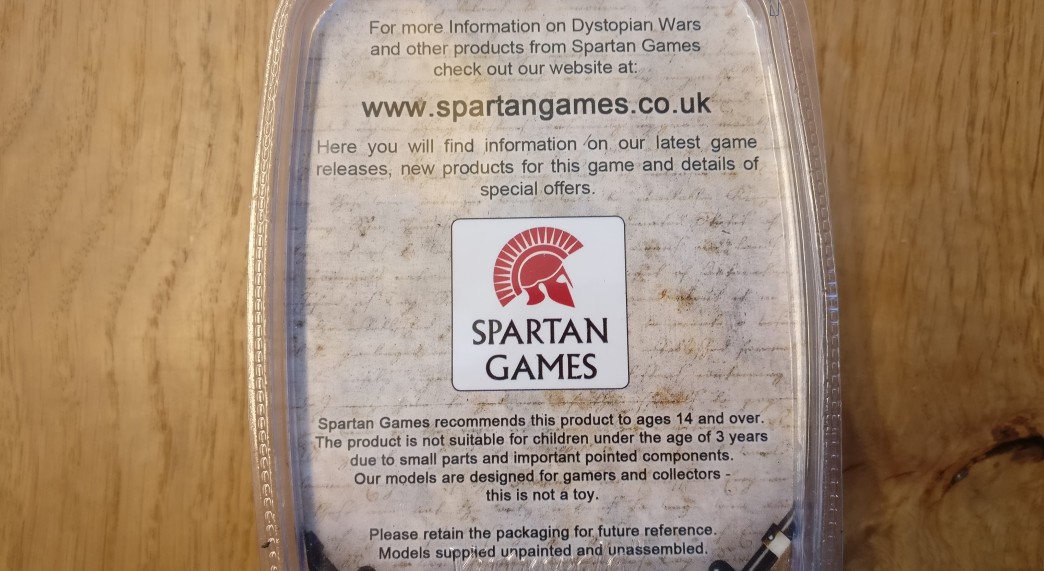 For more Information on Dystopian Wars
and other products from Spartan Games
check out our website at:
www.spartangames.co.uk
Here you will find information on our latest game
releases, new products for this game and details of
special offers.
SPARTAN
GAMES
Spartan Games recommends this product to ages 14 and over.
The product is not suitable for children under the age of 3 years
due to small parts and important pointed components.
Our models are designed for gamers and collectors -
this is not a toy.
Please retain the packaging for future reference.
Models supplied unpainted and unassembled.